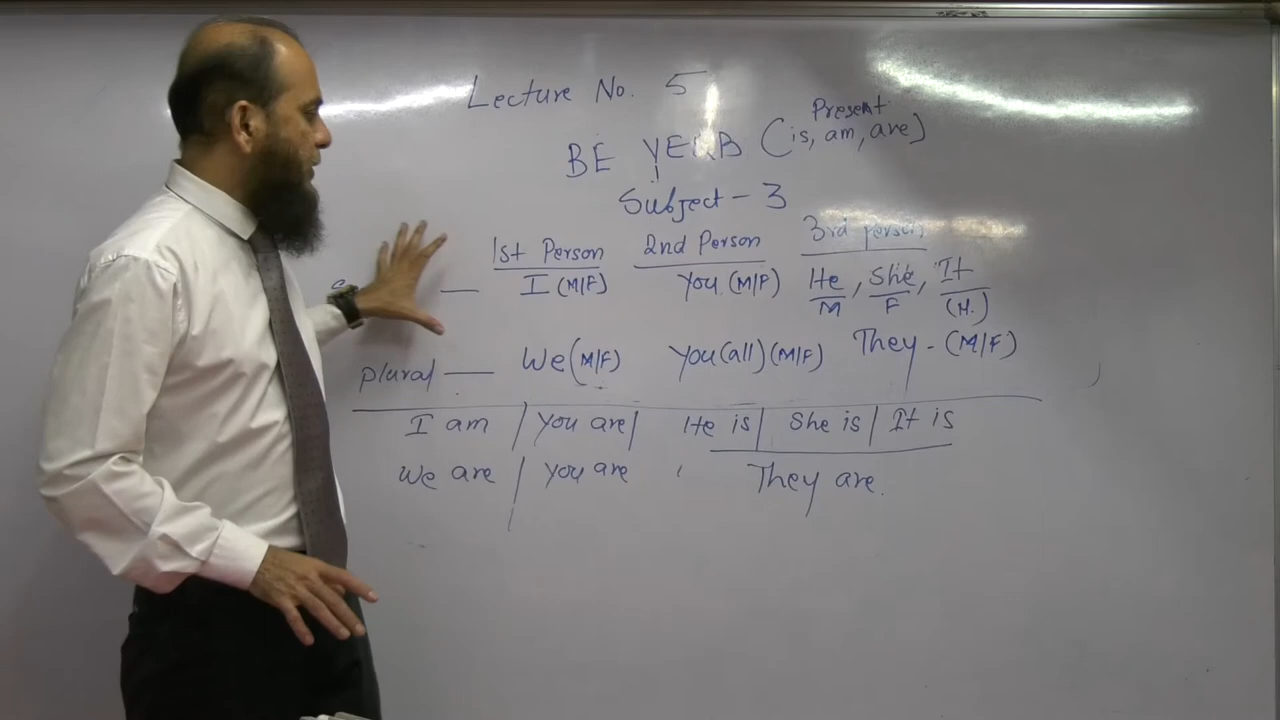 Lecture No. 5
Present
BE VERB (is, am, are)
Subject - 3
1st Person 2nd Person 3rd person
— I (M/F) You (M/F) He, She, It
M F (H.)
plural — We (M/F) You (all) (M/F) They - (M/F)
I am / You are / He is / She is / It is
We are / You are They are.